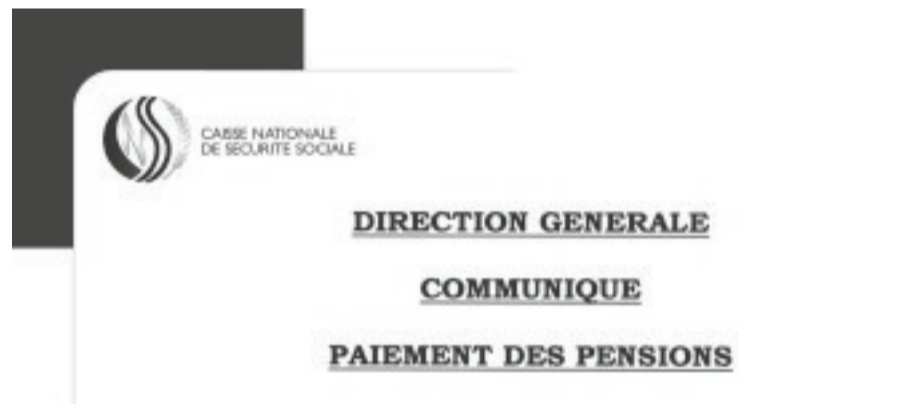 CAISSE NATIONALE
DE SECURITE SOCIALE
DIRECTION GENERALE
COMMUNIQUE
PAIEMENT DES PENSIONS